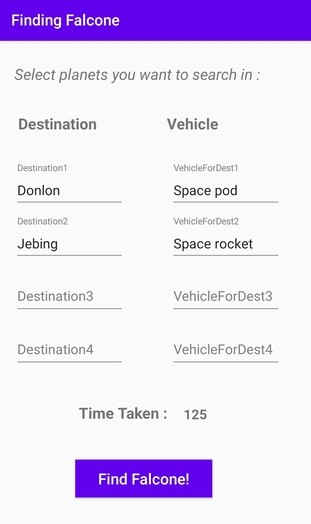 Finding Falcone
Select planets you want to search in :
Destination Vehicle
Destination1 VehicleForDest1
Donlon Space pod
Destination2 VehicleForDest2
Jebing Space rocket
Destination3 VehicleForDest3
Destination4 VehicleForDest4
Time Taken : 125
Find Falcone!